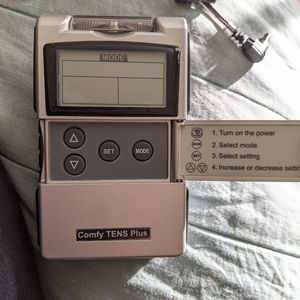 MODE
SET
MODE
1. Turn on the power
2. Select mode
3. Select setting
4. Increase or decrease setting
Comfy TENS Plus